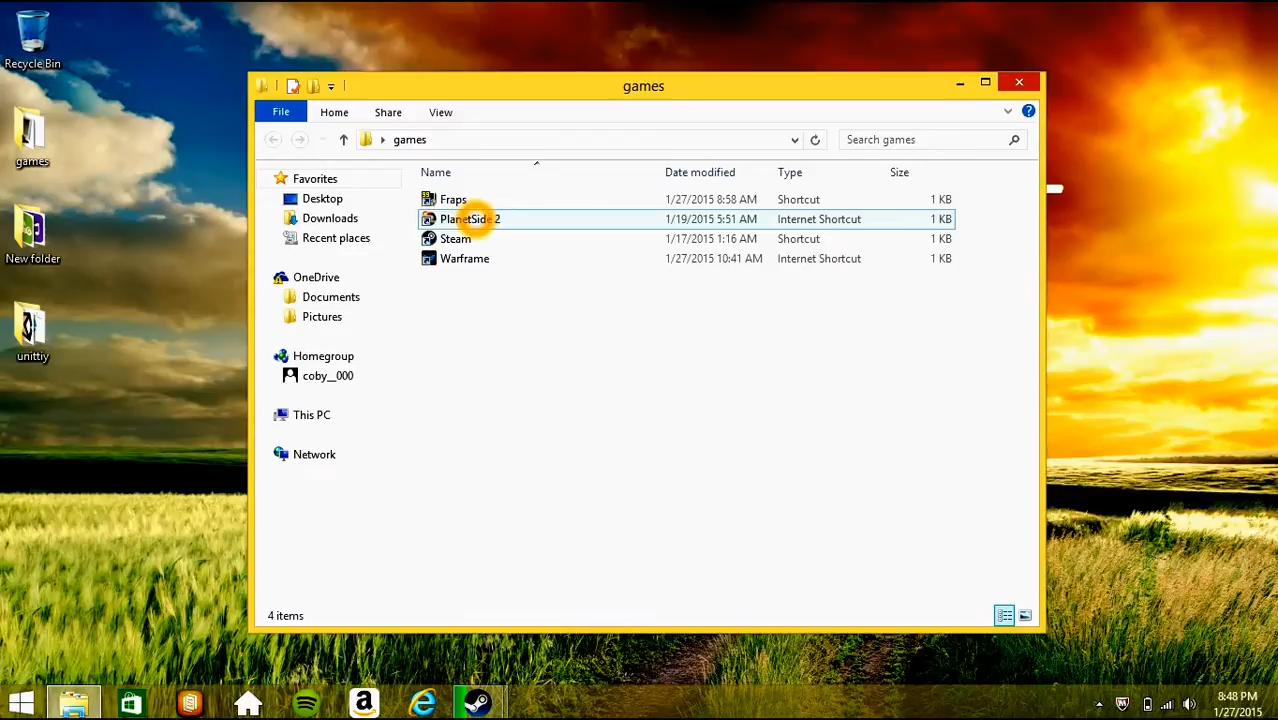 Recycle Bin
games
New folder
unittiy
games
File Home Share View
games
Search games
Name Date modified Type Size
Fraps 1/27/2015 8:58 AM Shortcut 1 KB
PlanetSide 2 1/19/2015 5:51 AM Internet Shortcut 1 KB
Steam 1/17/2015 1:16 AM Shortcut 1 KB
Warframe 1/27/2015 10:41 AM Internet Shortcut 1 KB
Favorites
Desktop
Downloads
Recent places
OneDrive
Documents
Pictures
Homegroup
coby__000
This PC
Network
4 items
8:48 PM
1/27/2015